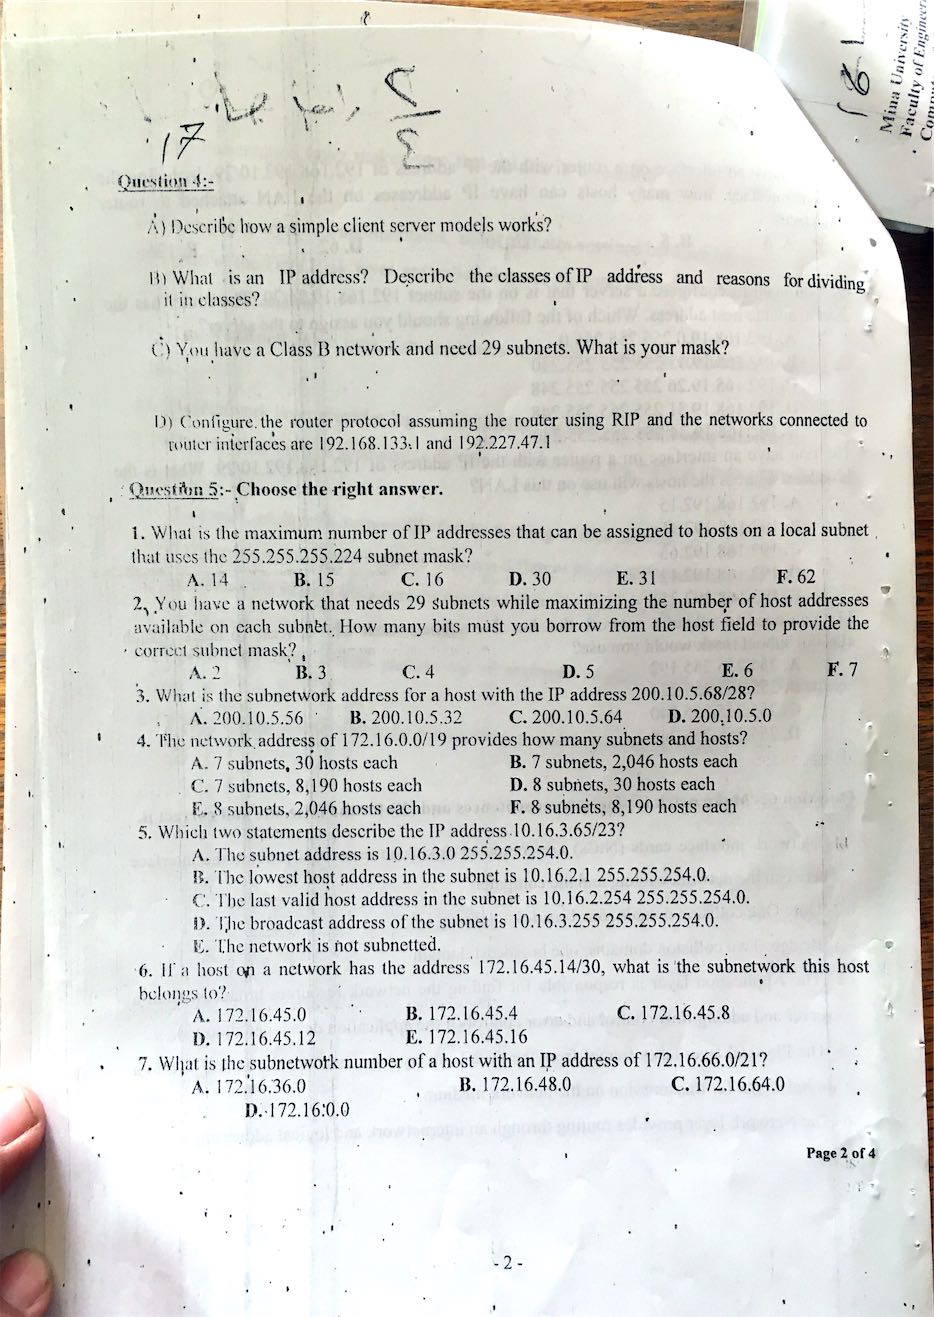 17
Mina University
Faculty of Engineer
Question 4:-
A) Describe how a simple client server models works?
B) What is an IP address? Describe the classes of IP address and reasons for dividing
it in classes?
C) You have a Class B network and need 29 subnets. What is your mask?
D) Configure the router protocol assuming the router using RIP and the networks connected to
router interfaces are 192.168.133.1 and 192.227.47.1
Question 5:- Choose the right answer.
1. What is the maximum number of IP addresses that can be assigned to hosts on a local subnet
that uses the 255.255.255.224 subnet mask?
A. 14 B. 15 C. 16 D. 30 E. 31 F. 62
2. You have a network that needs 29 subnets while maximizing the number of host addresses
available on each subnet. How many bits must you borrow from the host field to provide the
correct subnet mask?
A. 2 B. 3 C. 4 D. 5 E. 6 F. 7
3. What is the subnetwork address for a host with the IP address 200.10.5.68/28?
A. 200.10.5.56 B. 200.10.5.32 C. 200.10.5.64 D. 200.10.5.0
4. The network address of 172.16.0.0/19 provides how many subnets and hosts?
A. 7 subnets, 30 hosts each B. 7 subnets, 2,046 hosts each
C. 7 subnets, 8,190 hosts each D. 8 subnets, 30 hosts each
E. 8 subnets, 2,046 hosts each F. 8 subnets, 8,190 hosts each
5. Which two statements describe the IP address 10.16.3.65/23?
A. The subnet address is 10.16.3.0 255.255.254.0.
B. The lowest host address in the subnet is 10.16.2.1 255.255.254.0.
C. The last valid host address in the subnet is 10.16.2.254 255.255.254.0.
D. The broadcast address of the subnet is 10.16.3.255 255.255.254.0.
E. The network is not subnetted.
6. If a host on a network has the address 172.16.45.14/30, what is the subnetwork this host
belongs to?
A. 172.16.45.0 B. 172.16.45.4 C. 172.16.45.8
D. 172.16.45.12 E. 172.16.45.16
7. What is the subnetwork number of a host with an IP address of 172.16.66.0/21?
A. 172.16.36.0 B. 172.16.48.0 C. 172.16.64.0
D. 172.16.0.0
Page 2 of 4
- 2 -